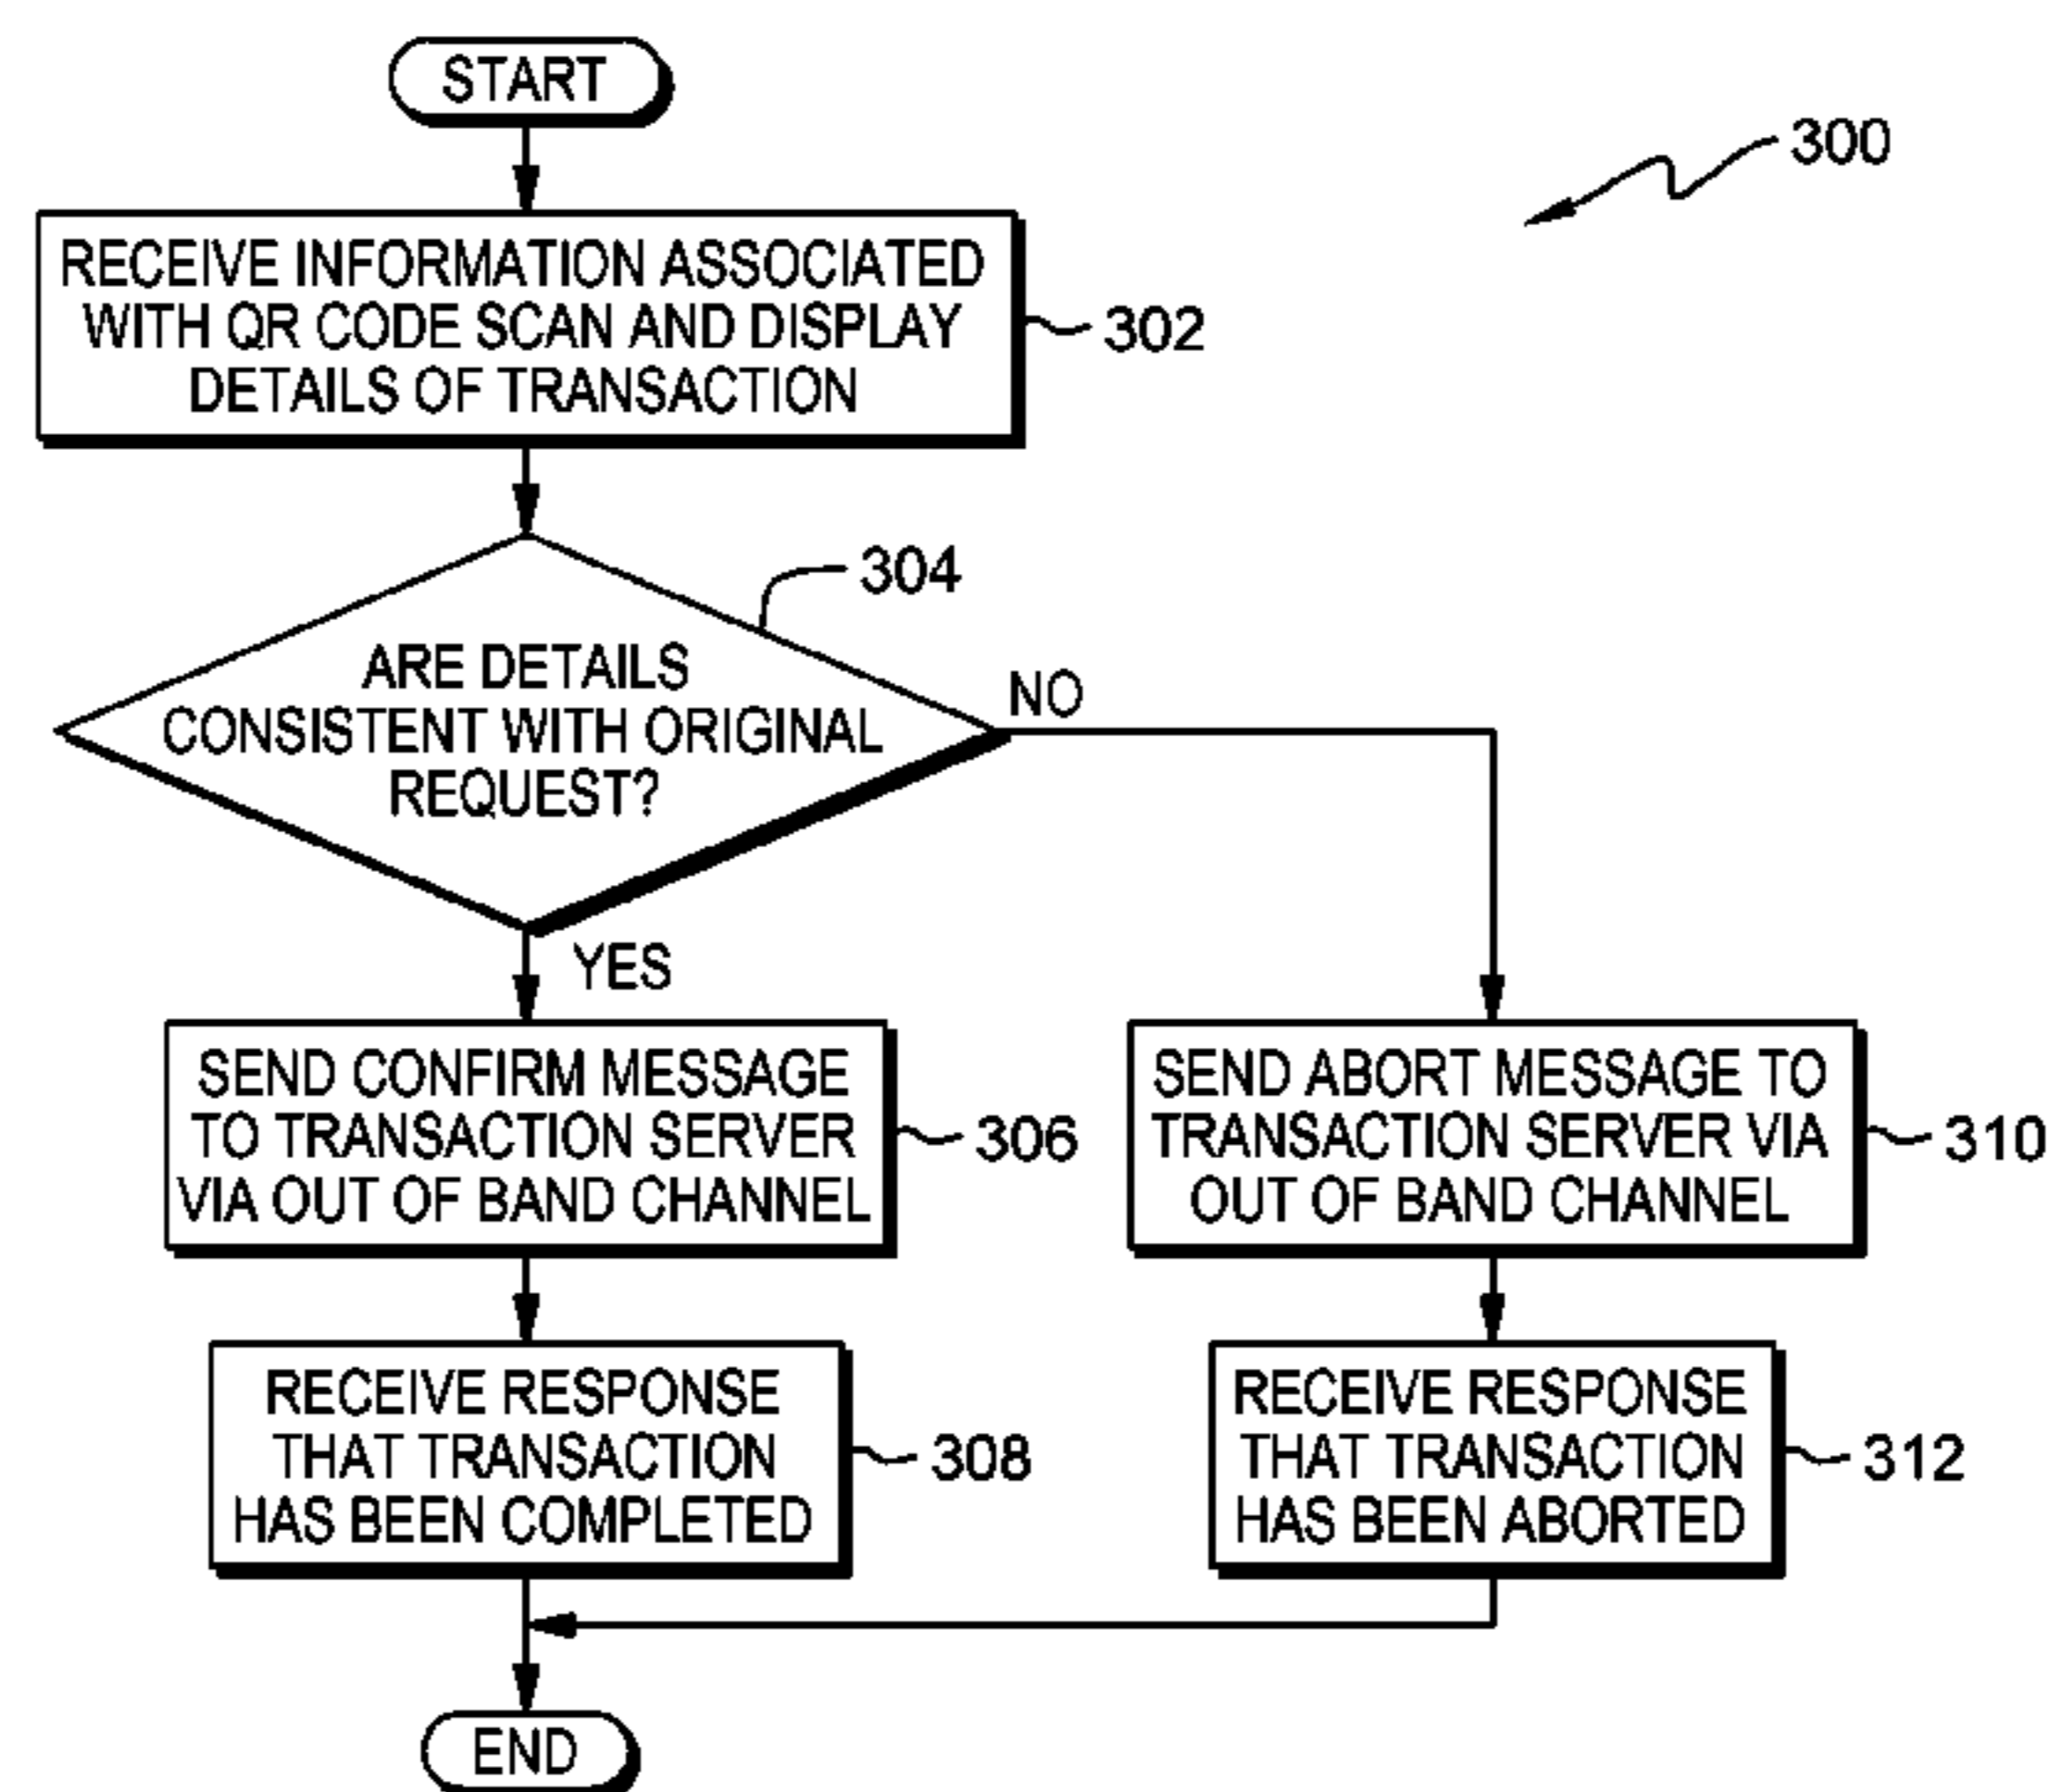 START
300
RECEIVE INFORMATION ASSOCIATED
WITH QR CODE SCAN AND DISPLAY
DETAILS OF TRANSACTION
302
304
ARE DETAILS
CONSISTENT WITH ORIGINAL
REQUEST?
NO
YES
SEND CONFIRM MESSAGE
TO TRANSACTION SERVER
VIA OUT OF BAND CHANNEL
306
SEND ABORT MESSAGE TO
TRANSACTION SERVER VIA
OUT OF BAND CHANNEL
310
RECEIVE RESPONSE
THAT TRANSACTION
HAS BEEN COMPLETED
308
RECEIVE RESPONSE
THAT TRANSACTION
HAS BEEN ABORTED
312
END